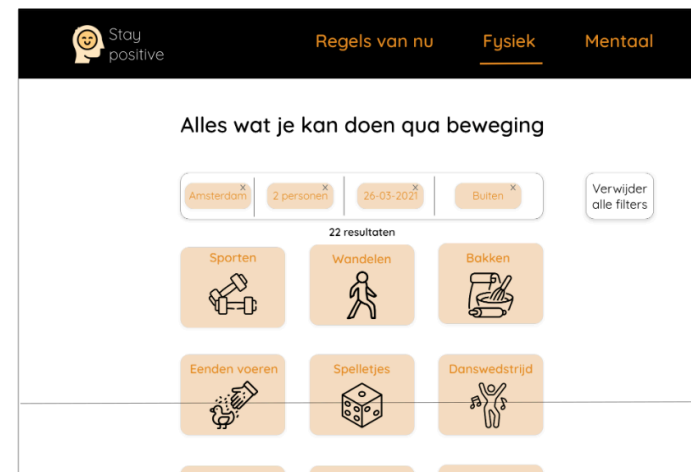 Stay
positive
Regels van nu
Fysiek
Mentaal
Alles wat je kan doen qua beweging
Amsterdam x
2 personen x
26-03-2021 x
Buiten x
Verwijder
alle filters
22 resultaten
Sporten
Wandelen
Bakken
Eenden voeren
Spelletjes
Danswedstrijd